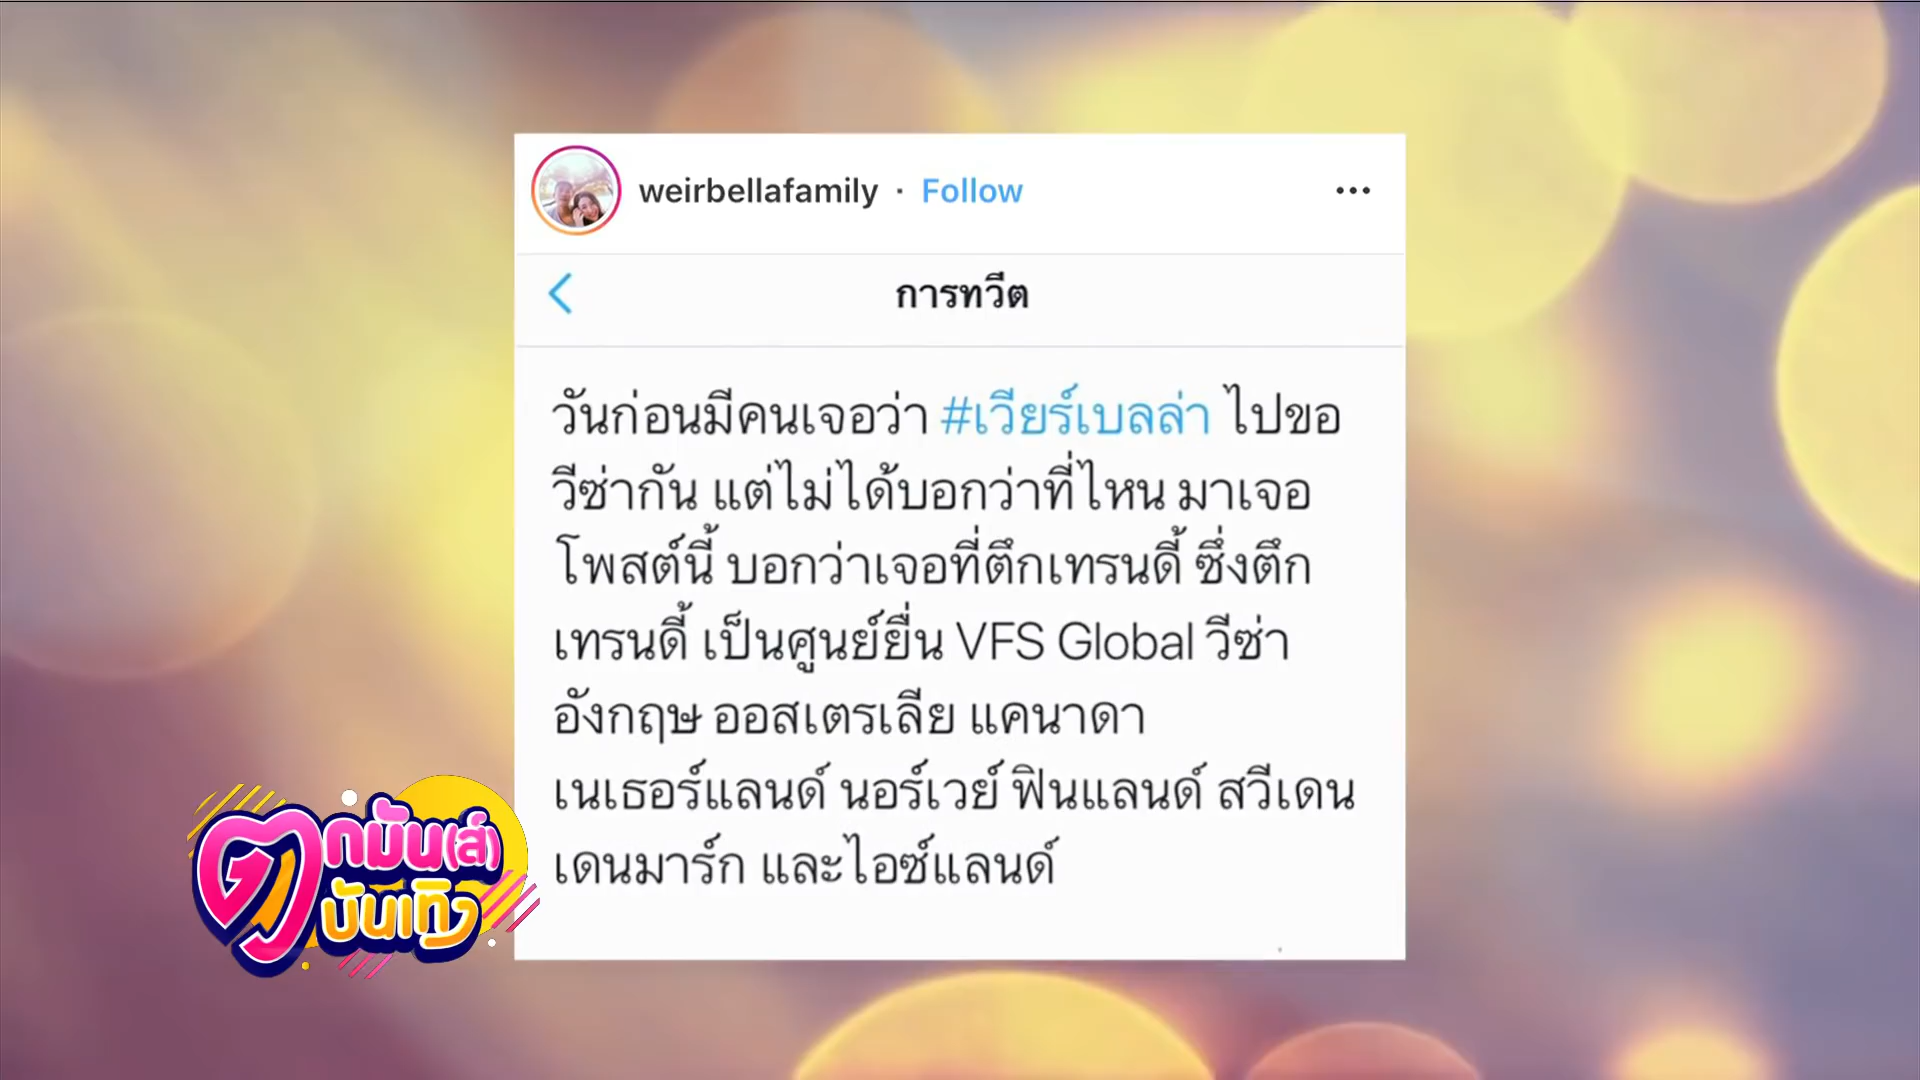 weirbellafamily · Follow
การทวีต
วันก่อนมีคนเจอว่า #เวียร์เบลล่า ไปขอ
วีซ่ากัน แต่ไม่ได้บอกว่าที่ไหน มาเจอ
โพสต์นี้ บอกว่าเจอที่ตึกเทรนดี้ ซึ่งตึก
เทรนดี้ เป็นศูนย์ยื่น VFS Global วีซ่า
อังกฤษ ออสเตรเลีย แคนาดา
เนเธอร์แลนด์ นอร์เวย์ ฟินแลนด์ สวีเดน
เดนมาร์ก และไอซ์แลนด์
ตกมัน(ส์)
บันเทิง